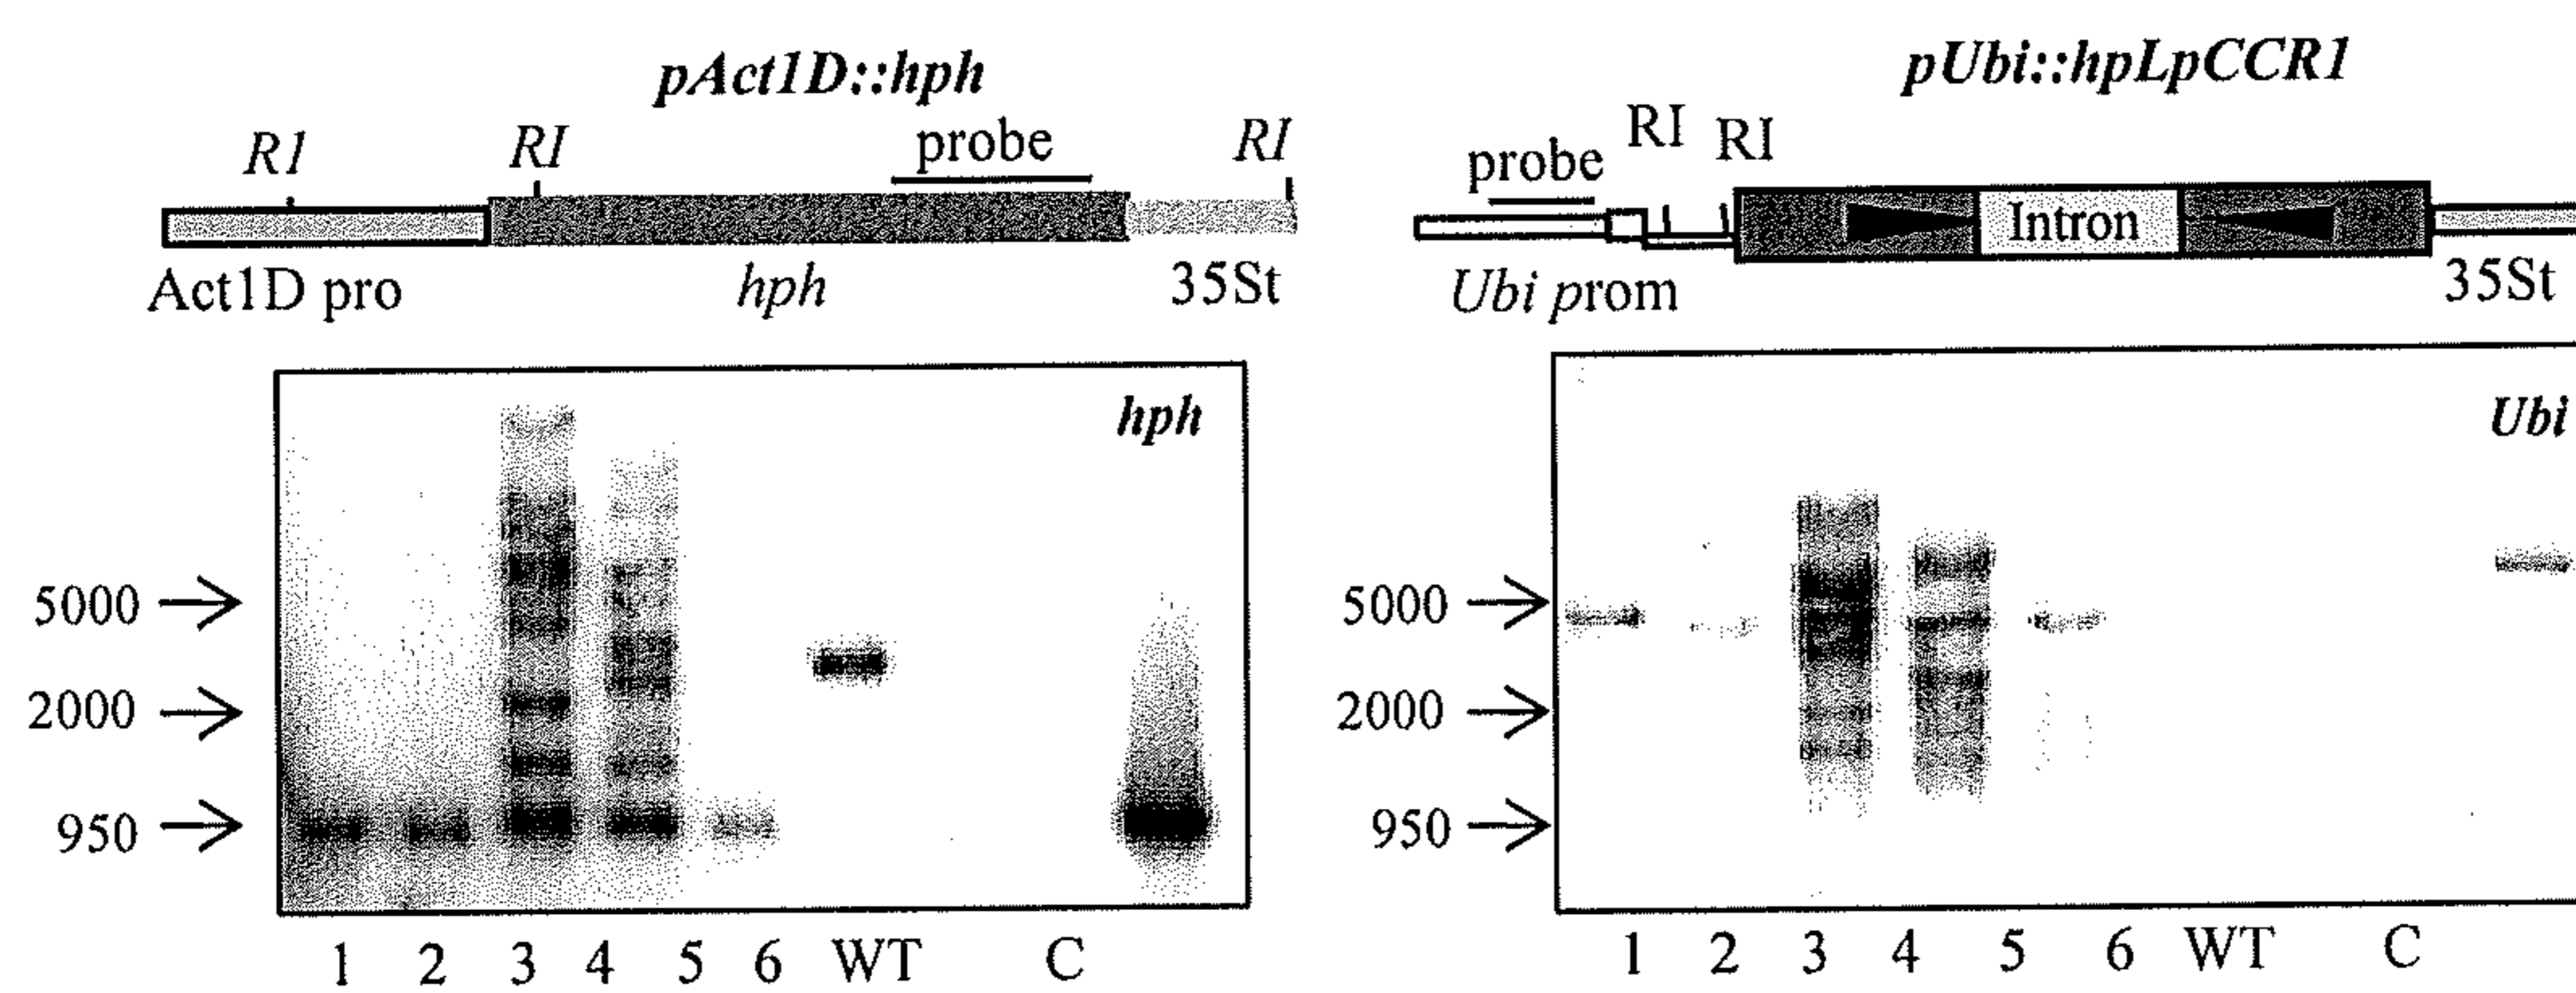 pAct1D::hph
R1 RI probe RI
Act1D pro hph 35St
hph
5000
2000
950
1 2 3 4 5 6 WT C
pUbi::hpLpCCR1
probe RI RI
Intron
Ubi prom 35St
Ubi
5000
2000
950
1 2 3 4 5 6 WT C